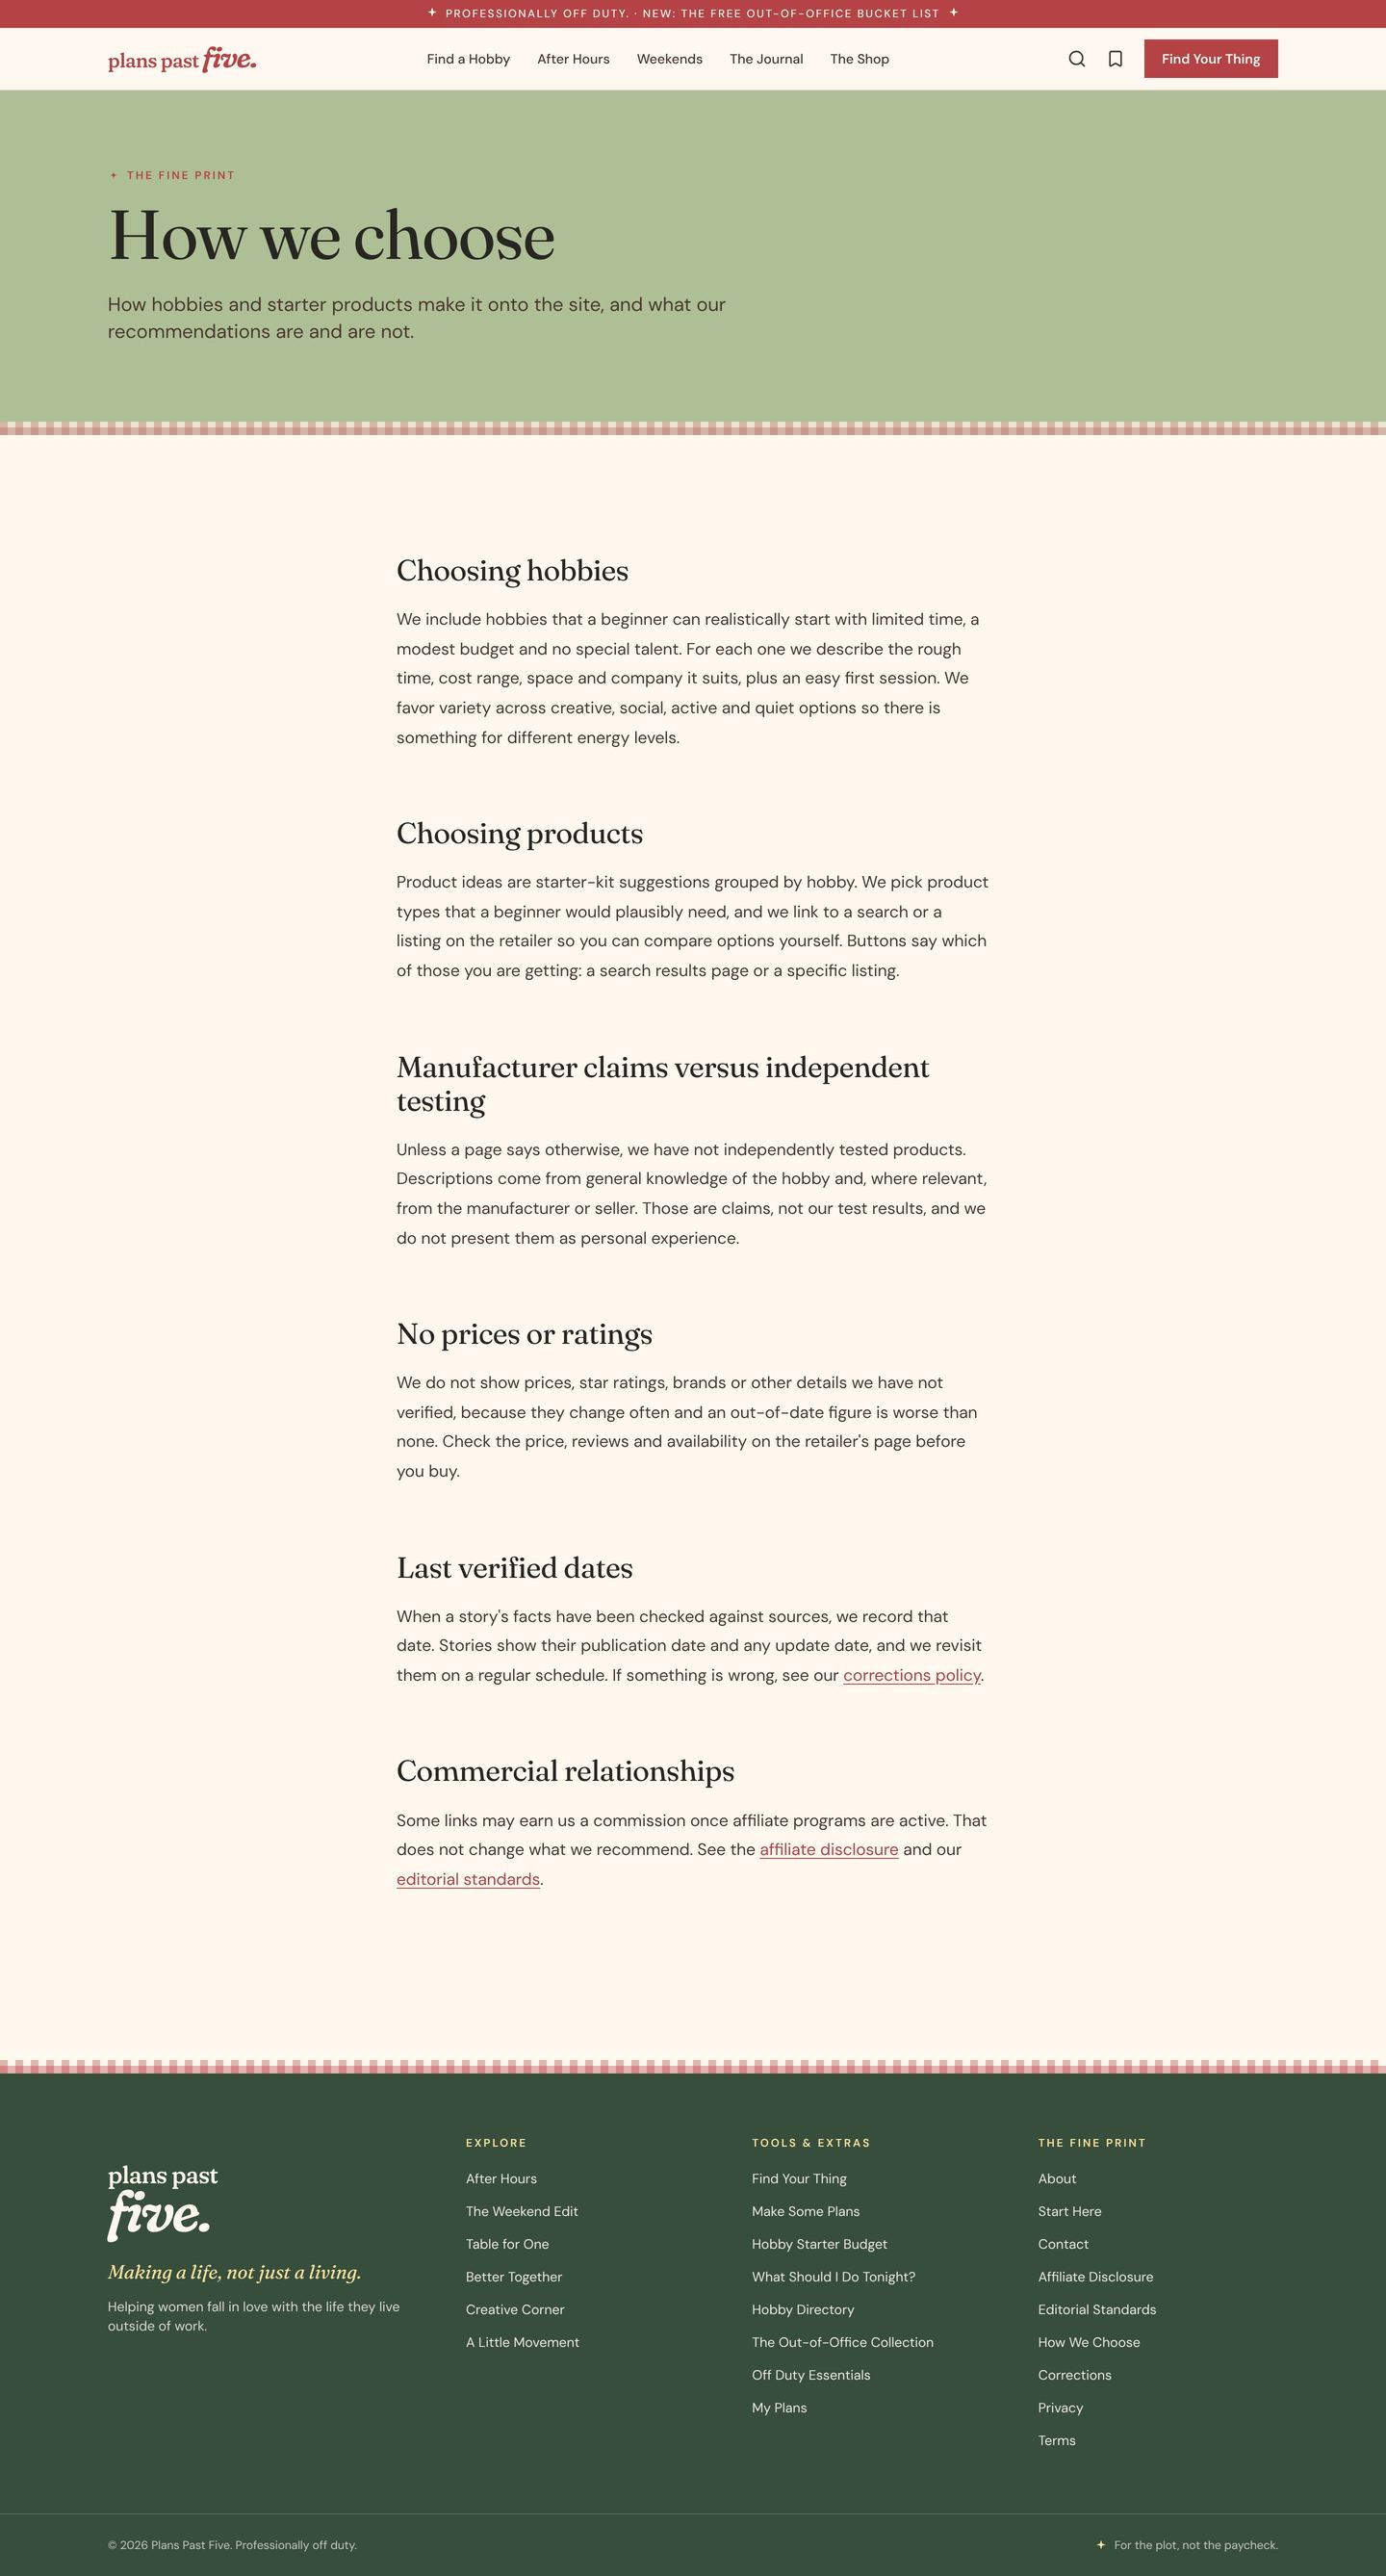 PROFESSIONALLY OFF DUTY. · NEW: THE FREE OUT-OF-OFFICE BUCKET LIST
plans past five.
Find a Hobby
After Hours
Weekends
The Journal
The Shop
Find Your Thing
THE FINE PRINT
How we choose
How hobbies and starter products make it onto the site, and what our
recommendations are and are not.
Choosing hobbies
We include hobbies that a beginner can realistically start with limited time, a
modest budget and no special talent. For each one we describe the rough
time, cost range, space and company it suits, plus an easy first session. We
favor variety across creative, social, active and quiet options so there is
something for different energy levels.
Choosing products
Product ideas are starter-kit suggestions grouped by hobby. We pick product
types that a beginner would plausibly need, and we link to a search or a
listing on the retailer so you can compare options yourself. Buttons say which
of those you are getting: a search results page or a specific listing.
Manufacturer claims versus independent
testing
Unless a page says otherwise, we have not independently tested products.
Descriptions come from general knowledge of the hobby and, where relevant,
from the manufacturer or seller. Those are claims, not our test results, and we
do not present them as personal experience.
No prices or ratings
We do not show prices, star ratings, brands or other details we have not
verified, because they change often and an out-of-date figure is worse than
none. Check the price, reviews and availability on the retailer's page before
you buy.
Last verified dates
When a story's facts have been checked against sources, we record that
date. Stories show their publication date and any update date, and we revisit
them on a regular schedule. If something is wrong, see our corrections policy.
Commercial relationships
Some links may earn us a commission once affiliate programs are active. That
does not change what we recommend. See the affiliate disclosure and our
editorial standards.
plans past
five.
Making a life, not just a living.
Helping women fall in love with the life they live
outside of work.
EXPLORE
After Hours
The Weekend Edit
Table for One
Better Together
Creative Corner
A Little Movement
TOOLS & EXTRAS
Find Your Thing
Make Some Plans
Hobby Starter Budget
What Should I Do Tonight?
Hobby Directory
The Out-of-Office Collection
Off Duty Essentials
My Plans
THE FINE PRINT
About
Start Here
Contact
Affiliate Disclosure
Editorial Standards
How We Choose
Corrections
Privacy
Terms
© 2026 Plans Past Five. Professionally off duty.
For the plot, not the paycheck.